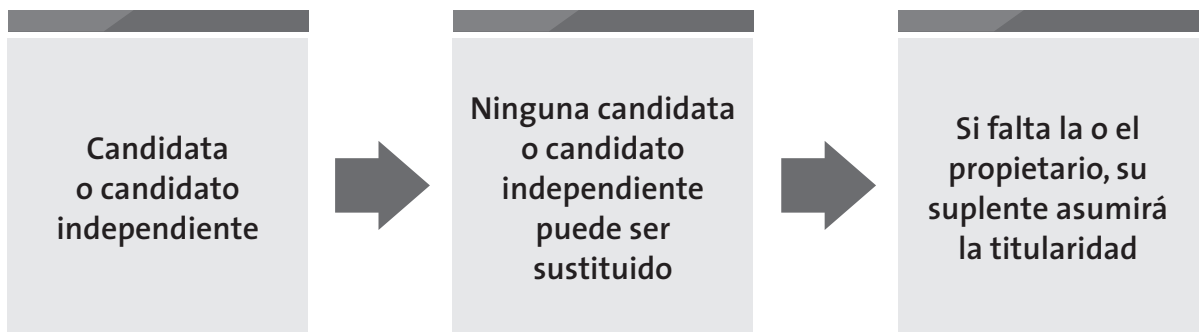 Candidata
o candidato
independiente
Ninguna candidata
o candidato
independiente
puede ser
sustituido
Si falta la o el
propietario, su
suplente asumirá
la titularidad